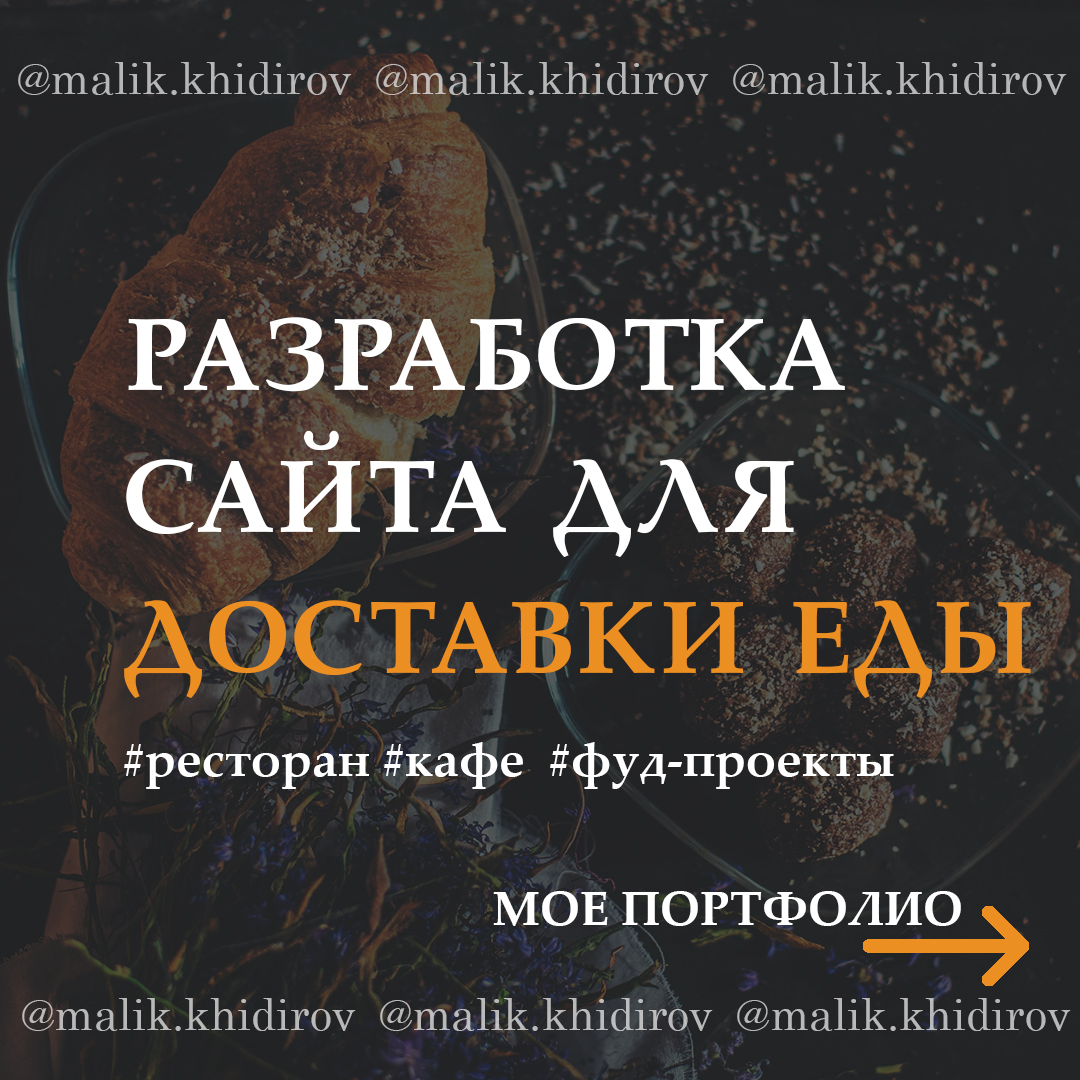 @malik.khidirov @malik.khidirov @malik.khidirov
РАЗРАБОТКА
САЙТА ДЛЯ
ДОСТАВКИ ЕДЫ
#ресторан #кафе #фуд-проекты
МОЕ ПОРТФОЛИО
@malik.khidirov @malik.khidirov @malik.khidirov